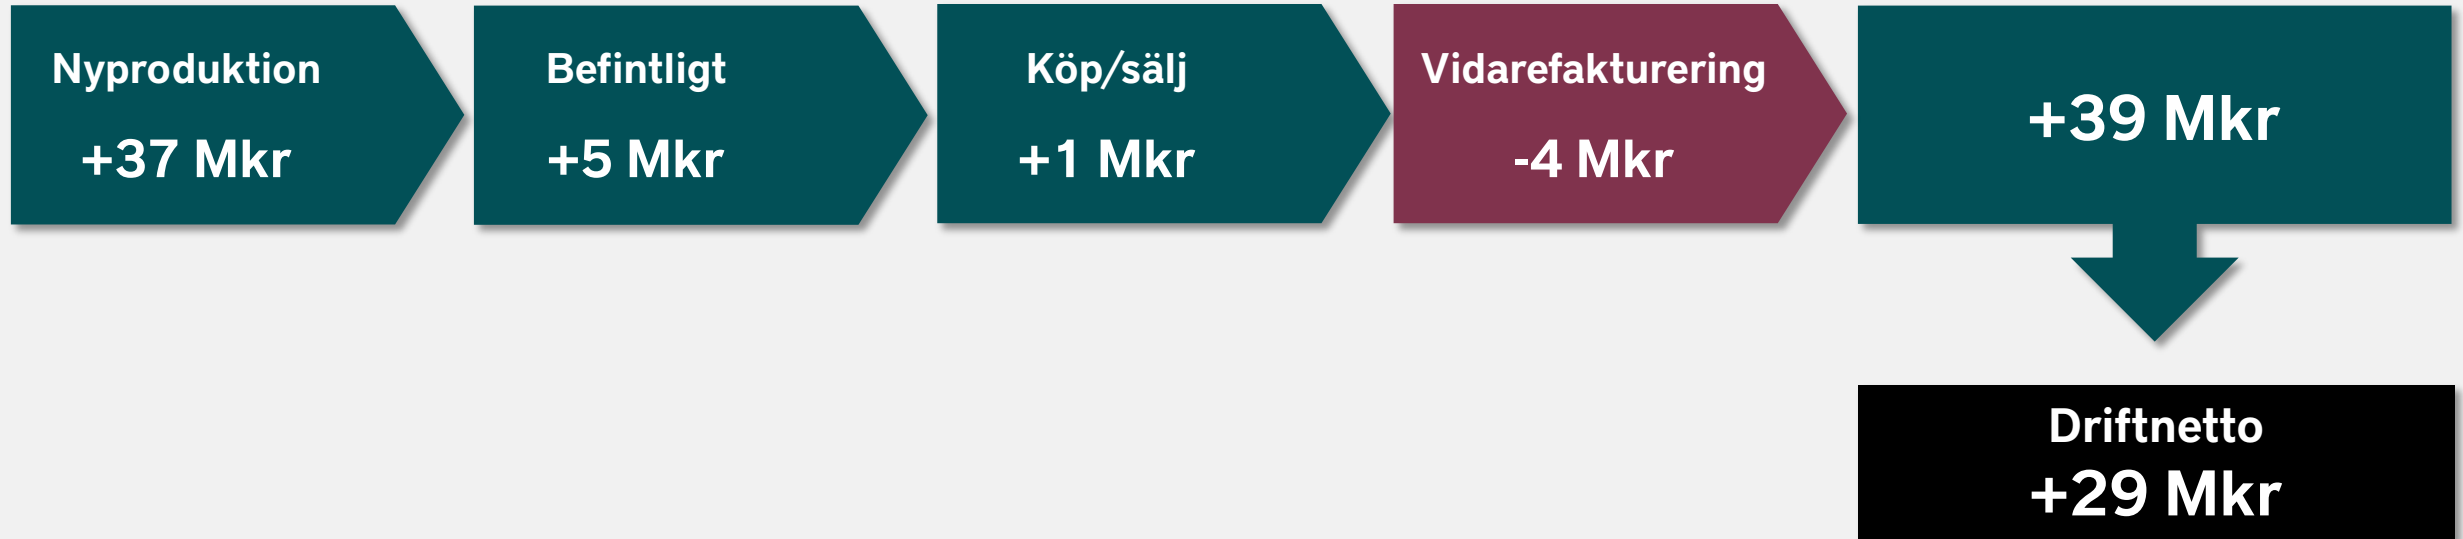 Nyproduktion
+37 Mkr
Befintligt
+5 Mkr
Köp/sälj
+1 Mkr
Vidarefakturering
-4 Mkr
+39 Mkr
Driftnetto
+29 Mkr